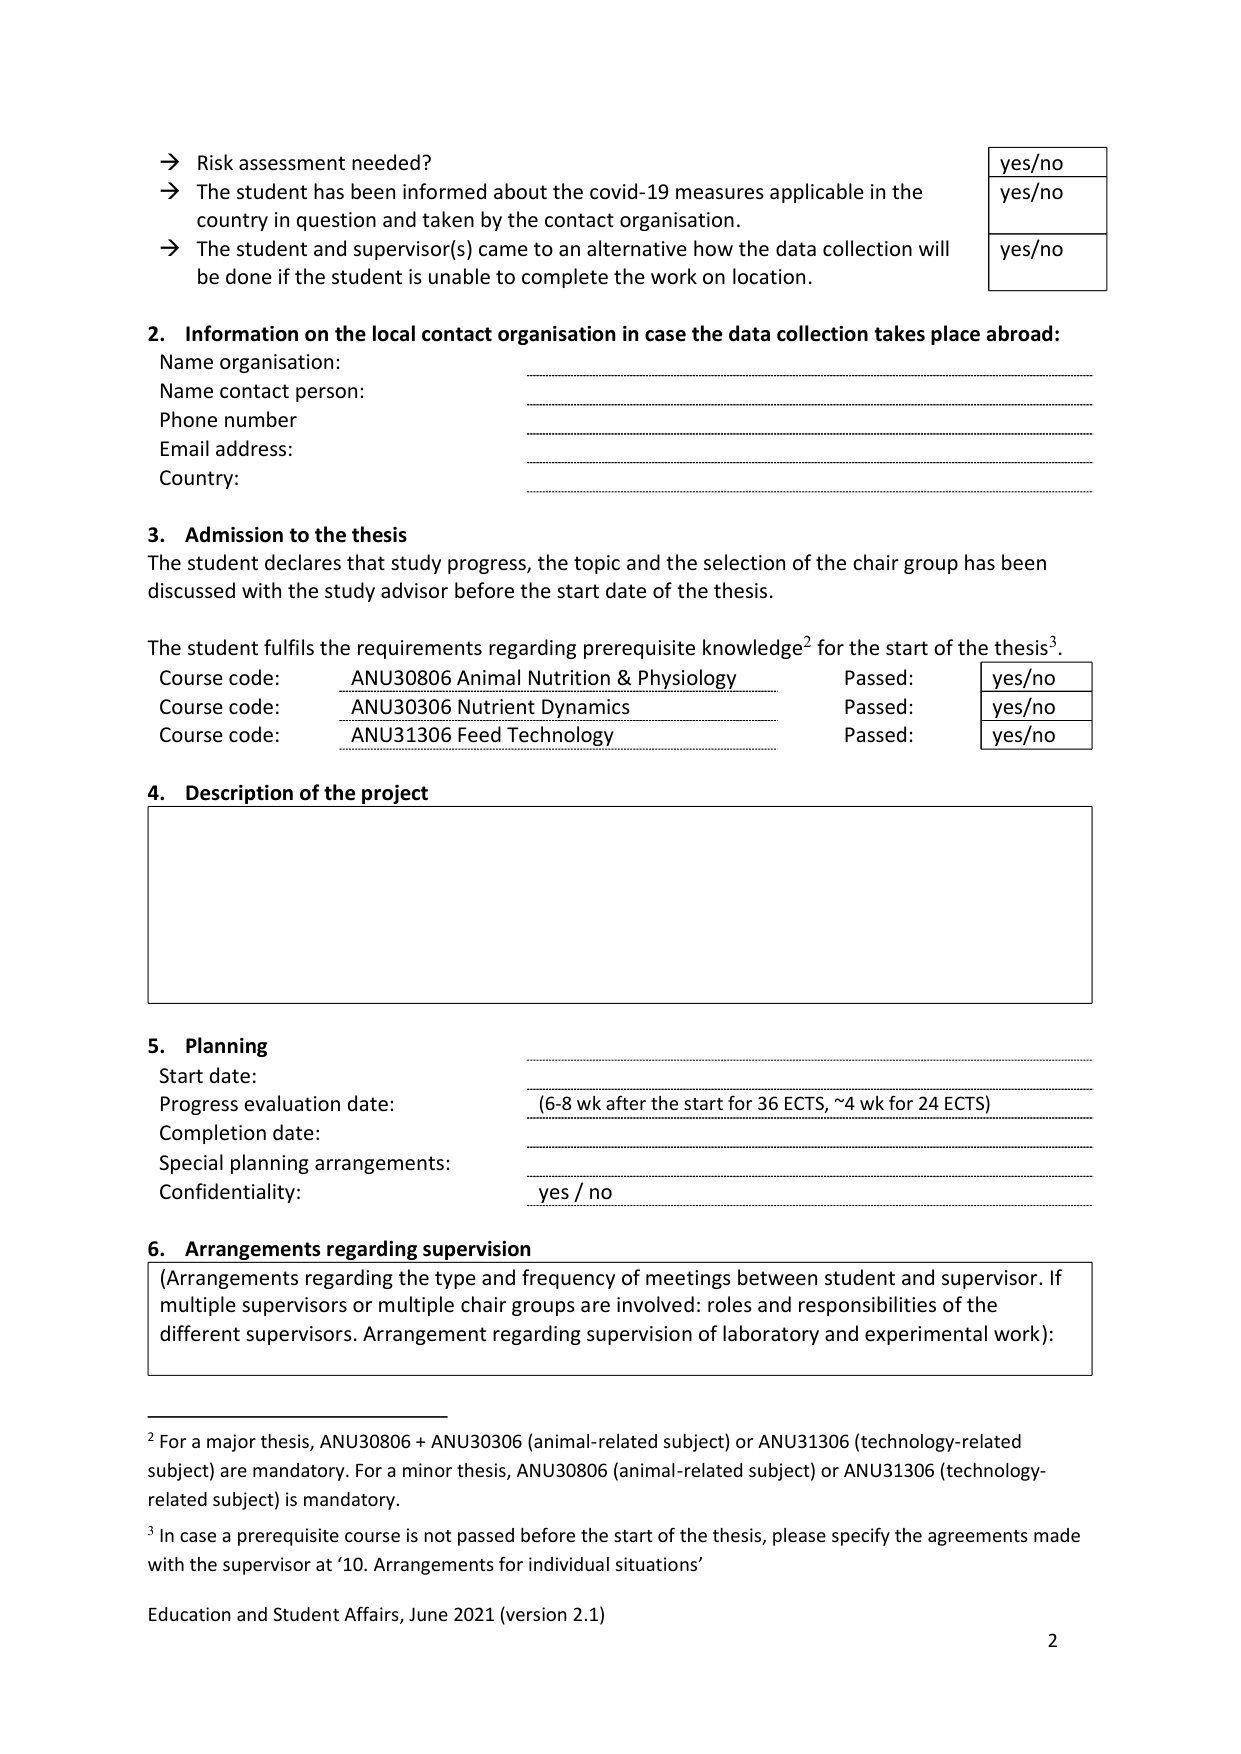 → Risk assessment needed? yes/no
→ The student has been informed about the covid-19 measures applicable in the yes/no
country in question and taken by the contact organisation.
→ The student and supervisor(s) came to an alternative how the data collection will yes/no
be done if the student is unable to complete the work on location.
2. Information on the local contact organisation in case the data collection takes place abroad:
Name organisation:
Name contact person:
Phone number
Email address:
Country:
3. Admission to the thesis
The student declares that study progress, the topic and the selection of the chair group has been
discussed with the study advisor before the start date of the thesis.
The student fulfils the requirements regarding prerequisite knowledge² for the start of the thesis³.
Course code: ANU30806 Animal Nutrition & Physiology Passed: yes/no
Course code: ANU30306 Nutrient Dynamics Passed: yes/no
Course code: ANU31306 Feed Technology Passed: yes/no
4. Description of the project
5. Planning
Start date:
Progress evaluation date: (6-8 wk after the start for 36 ECTS, ~4 wk for 24 ECTS)
Completion date:
Special planning arrangements:
Confidentiality: yes / no
6. Arrangements regarding supervision
(Arrangements regarding the type and frequency of meetings between student and supervisor. If
multiple supervisors or multiple chair groups are involved: roles and responsibilities of the
different supervisors. Arrangement regarding supervision of laboratory and experimental work):
² For a major thesis, ANU30806 + ANU30306 (animal-related subject) or ANU31306 (technology-related
subject) are mandatory. For a minor thesis, ANU30806 (animal-related subject) or ANU31306 (technology-
related subject) is mandatory.
³ In case a prerequisite course is not passed before the start of the thesis, please specify the agreements made
with the supervisor at ‘10. Arrangements for individual situations’
Education and Student Affairs, June 2021 (version 2.1)
2